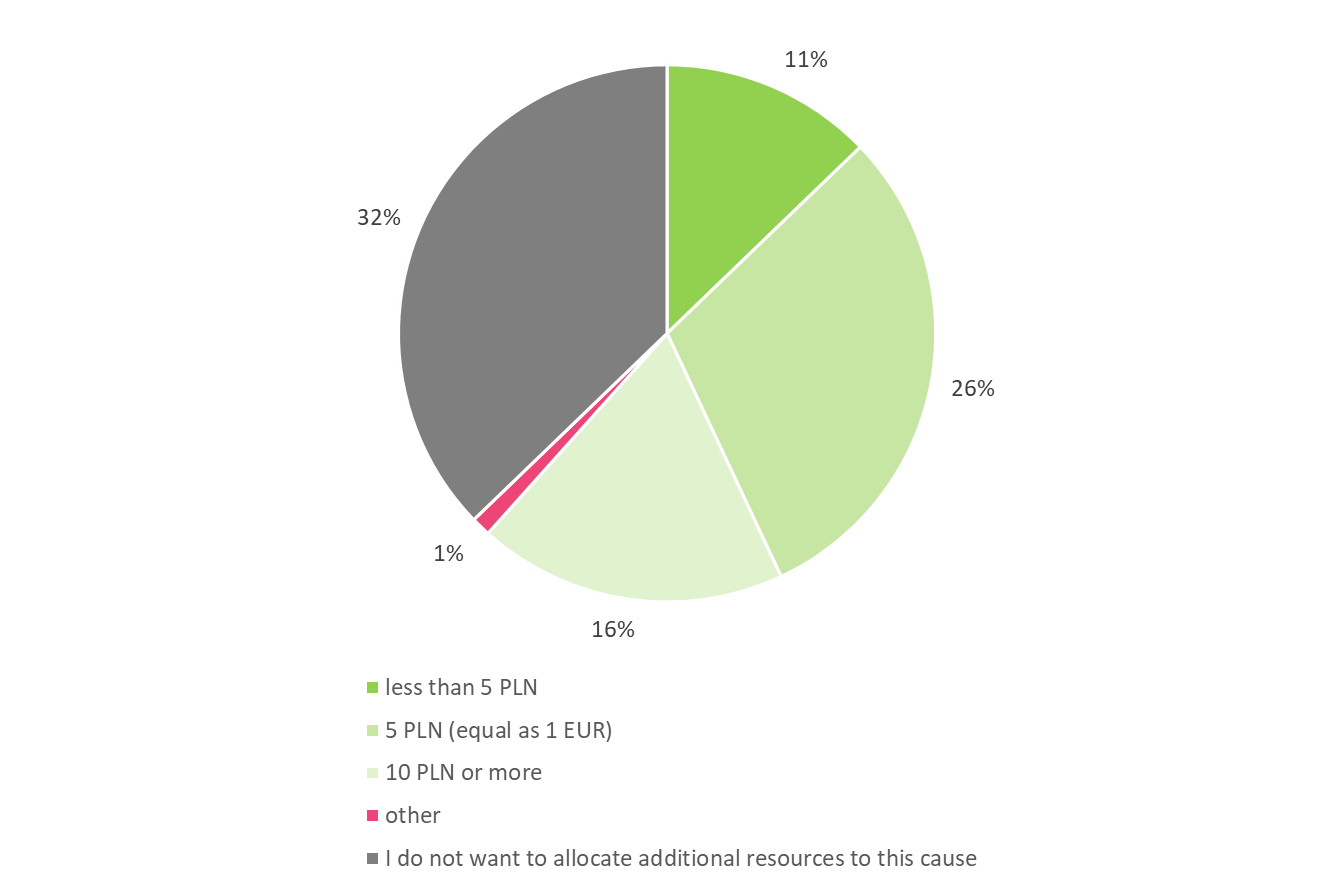 11%
32%
26%
1%
16%
less than 5 PLN
5 PLN (equal as 1 EUR)
10 PLN or more
other
I do not want to allocate additional resources to this cause